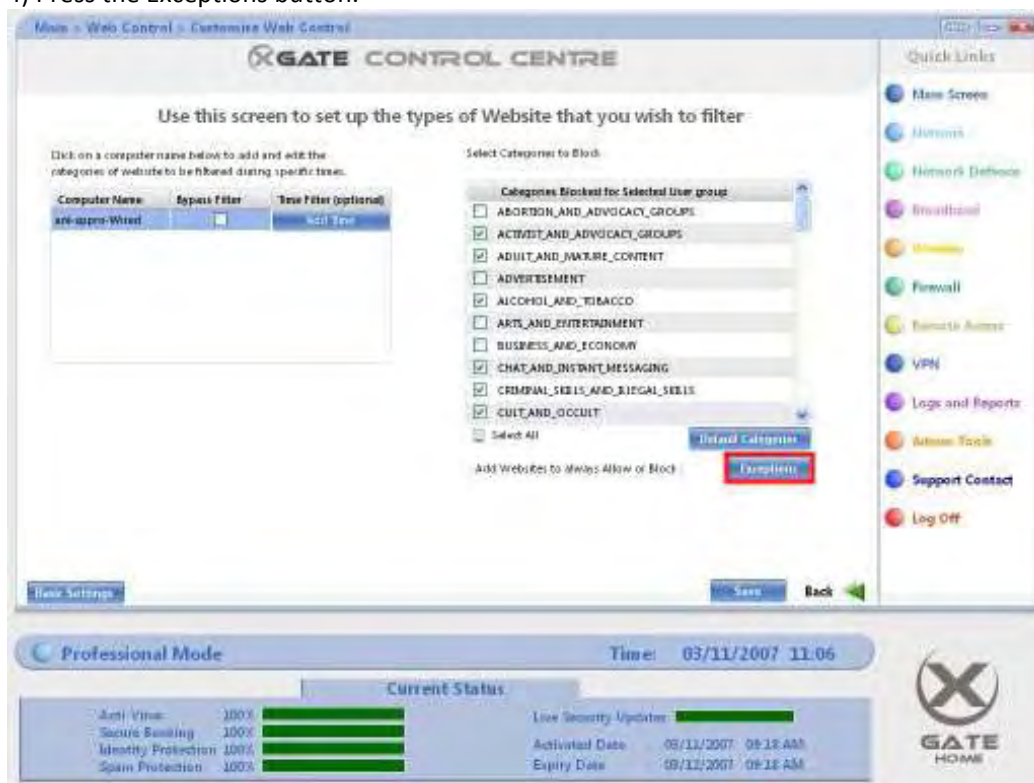 4) Press the Exceptions button.
Main > Web Control > Customise Web Control
XGATE CONTROL CENTRE
Use this screen to set up the types of Website that you wish to filter
Click on a computer name below to add and edit the
categories of website to be filtered during specific times.
Computer Name Bypass Filter Time Filter (optional)
Add Time
Select Categories to Block
Categories Blocked for Selected User group
ABORTION_AND_ADVOCACY_GROUPS
ACTIVIST_AND_ADVOCACY_GROUPS
ADULT_AND_MATURE_CONTENT
ADVERTISEMENT
ALCOHOL_AND_TOBACCO
ARTS_AND_ENTERTAINMENT
BUSINESS_AND_ECONOMY
CHAT_AND_INSTANT_MESSAGING
CRIMINAL_SKILLS_AND_ILLEGAL_SKILLS
CULT_AND_OCCULT
Select All
Default Categories
Add Websites to always Allow or Block
Exceptions
Basic Settings
Save
Back
Quick Links
Main Screen
Network
Network Defence
Broadband
Wireless
Firewall
Remote Access
VPN
Logs and Reports
Admin Tools
Support Contact
Log Off
Professional Mode
Time: 03/11/2007 11:06
Current Status
Anti Virus 100%
Secure Banking 100%
Identity Protection 100%
Spam Protection 100%
Live Security Updates
Activated Date 09:18 AM
Expiry Date 09:18 AM
X
GATE
HOME